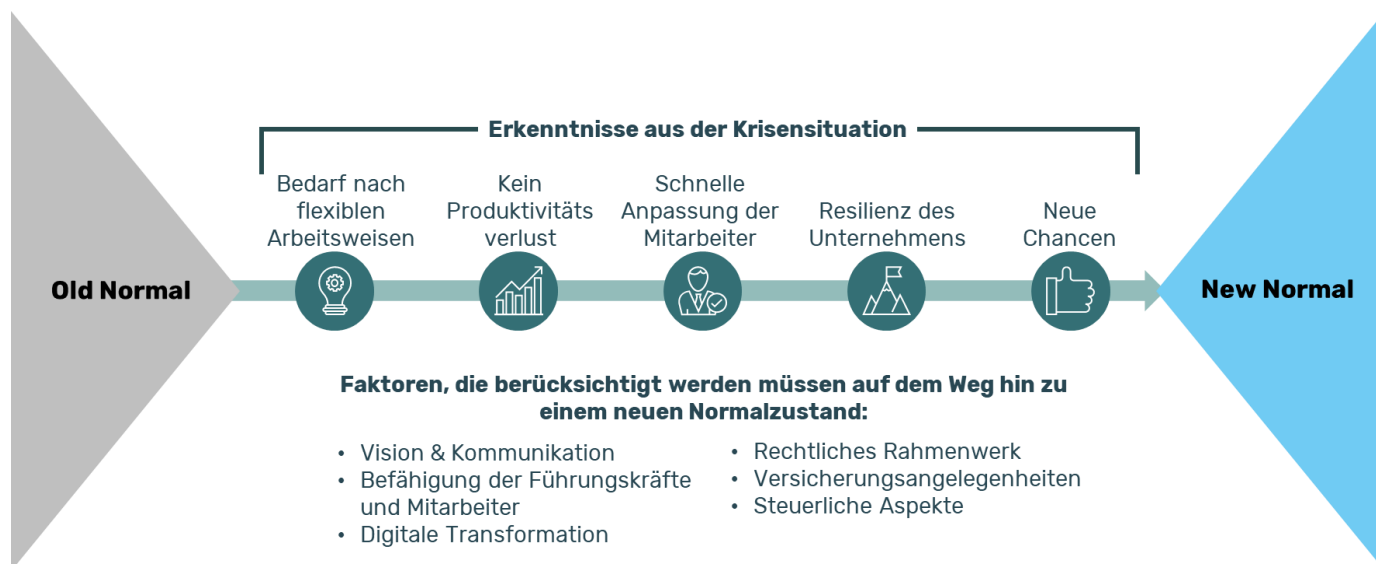 Erkenntnisse aus der Krisensituation
Bedarf nach
flexiblen
Arbeitsweisen
Kein
Produktivitäts
verlust
Schnelle
Anpassung der
Mitarbeiter
Resilienz des
Unternehmens
Neue
Chancen
Old Normal
New Normal
Faktoren, die berücksichtigt werden müssen auf dem Weg hin zu
einem neuen Normalzustand:
• Vision & Kommunikation
• Befähigung der Führungskräfte
und Mitarbeiter
• Digitale Transformation
• Rechtliches Rahmenwerk
• Versicherungsangelegenheiten
• Steuerliche Aspekte